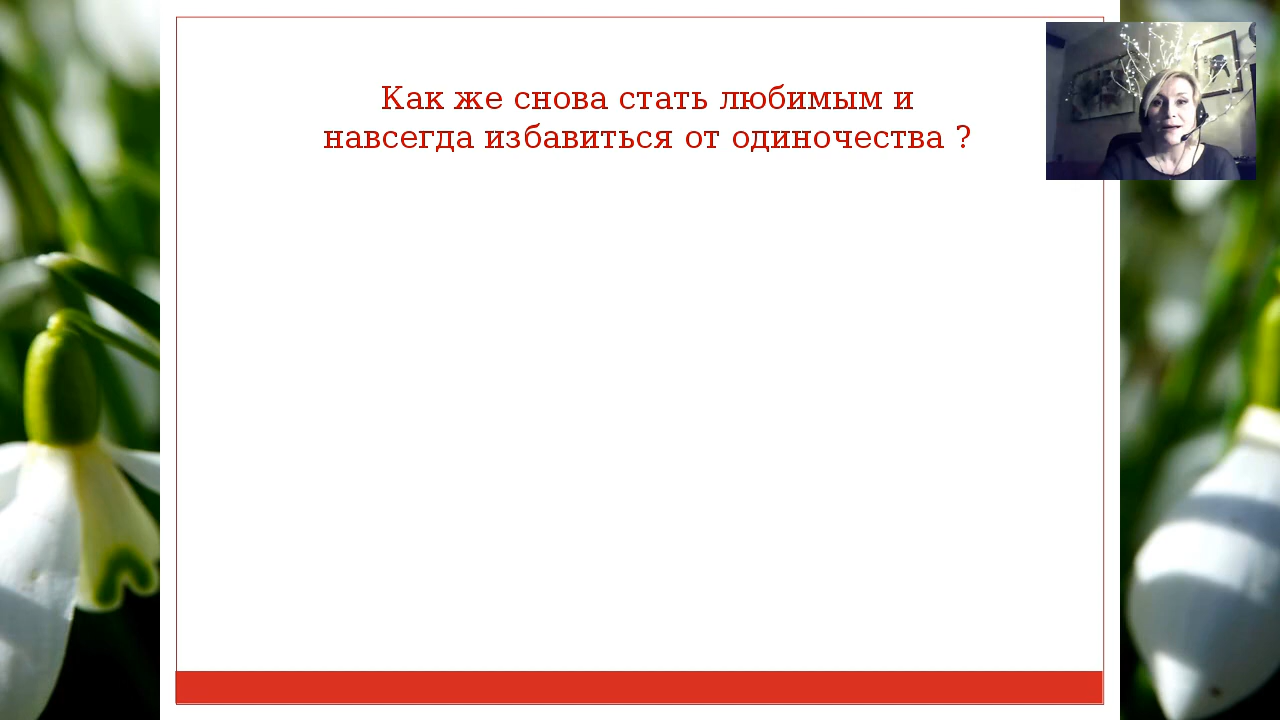 Как же снова стать любимым и
навсегда избавиться от одиночества ?